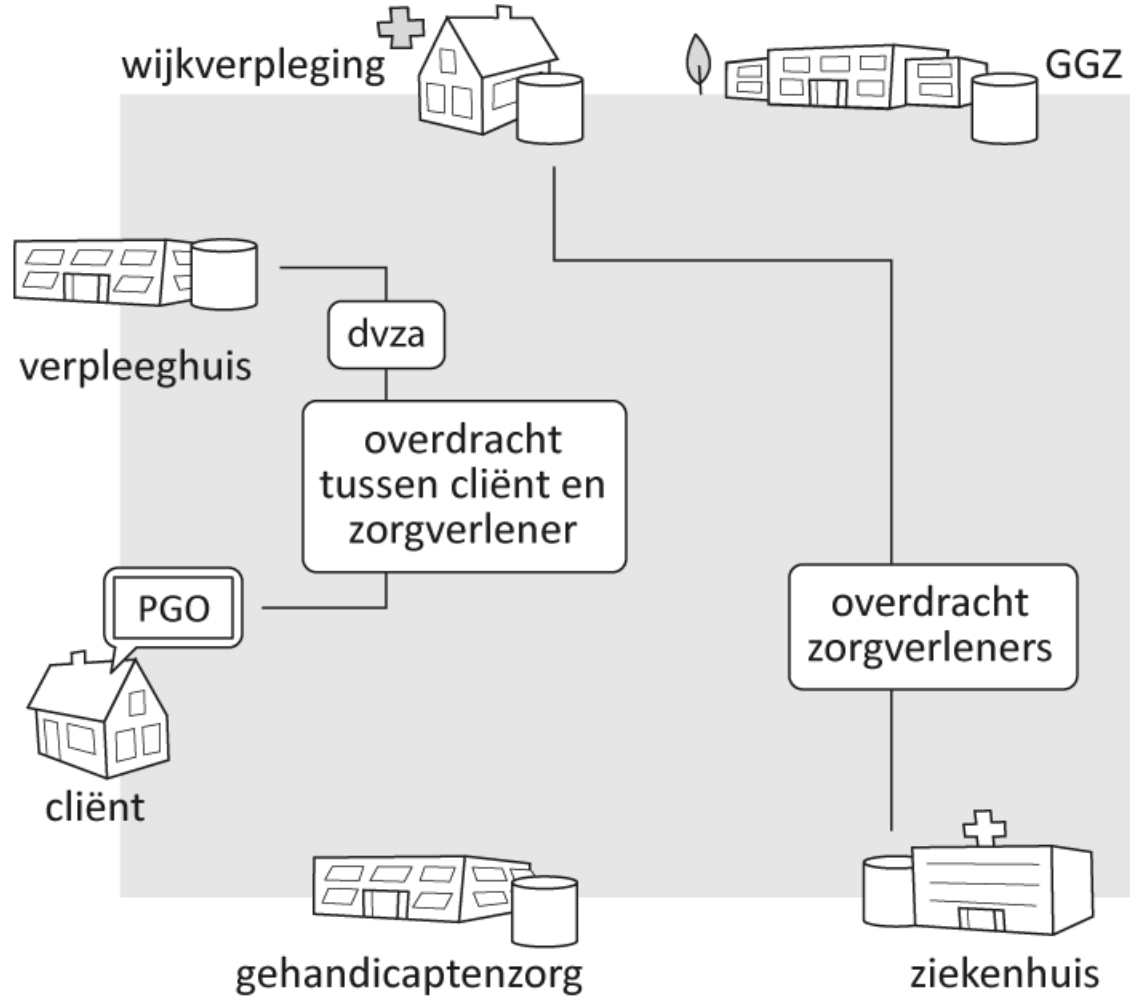 wijkverpleging
GGZ
verpleeghuis
dvza
overdracht
tussen cliënt en
zorgverlener
PGO
overdracht
zorgverleners
cliënt
gehandicaptenzorg
ziekenhuis